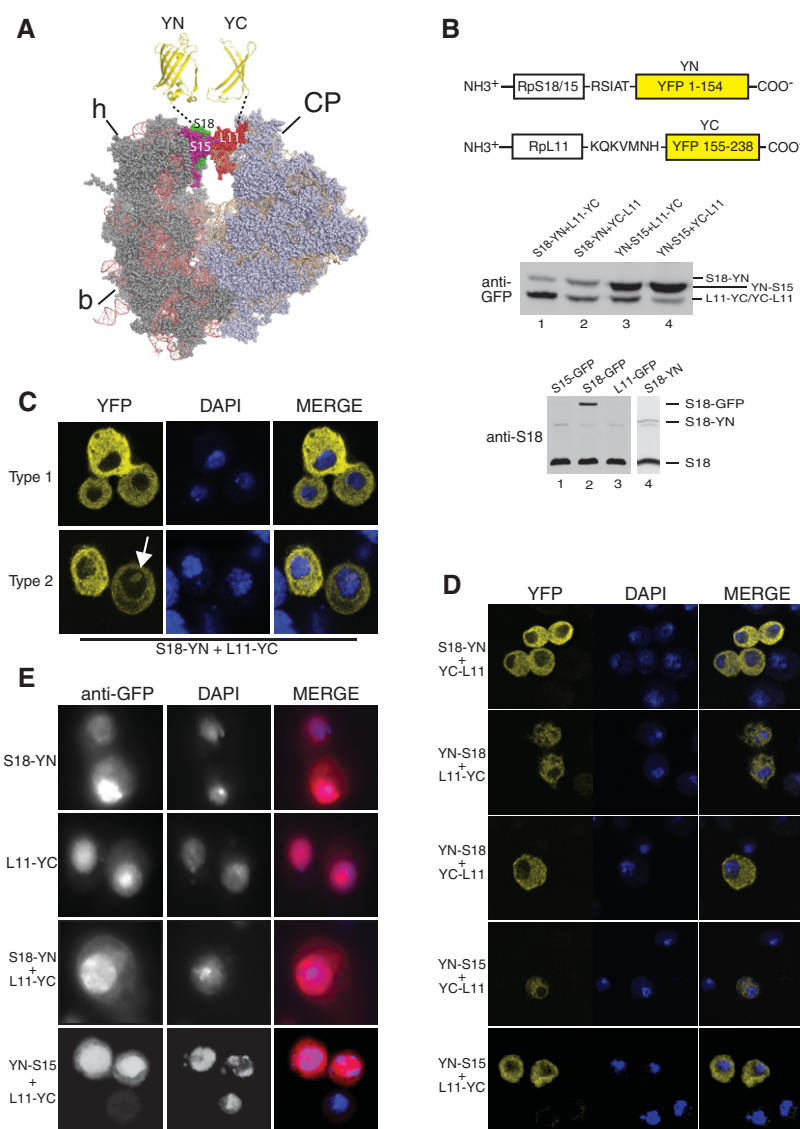 A
YN YC
S18
S15
L11
h
CP
b
B
YN
NH3+ RpS18/15 RSIAT YFP 1-154 COO-
YC
NH3+ RpL11 KQKVMNH YFP 155-238 COO-
S18-YN+L11-YC
S18-YN+YC-L11
YN-S15+L11-YC
YN-S15+YC-L11
anti-
GFP
S18-YN
YN-S15
L11-YC/YC-L11
1 2 3 4
S15-GFP
S18-GFP
L11-GFP
S18-YN
anti-S18
S18-GFP
S18-YN
S18
1 2 3 4
C
YFP DAPI MERGE
Type 1
Type 2
S18-YN + L11-YC
D
YFP DAPI MERGE
S18-YN
+
YC-L11
YN-S18
+
L11-YC
YN-S18
+
YC-L11
YN-S15
+
YC-L11
YN-S15
+
L11-YC
E
anti-GFP DAPI MERGE
S18-YN
L11-YC
S18-YN
+
L11-YC
YN-S15
+
L11-YC